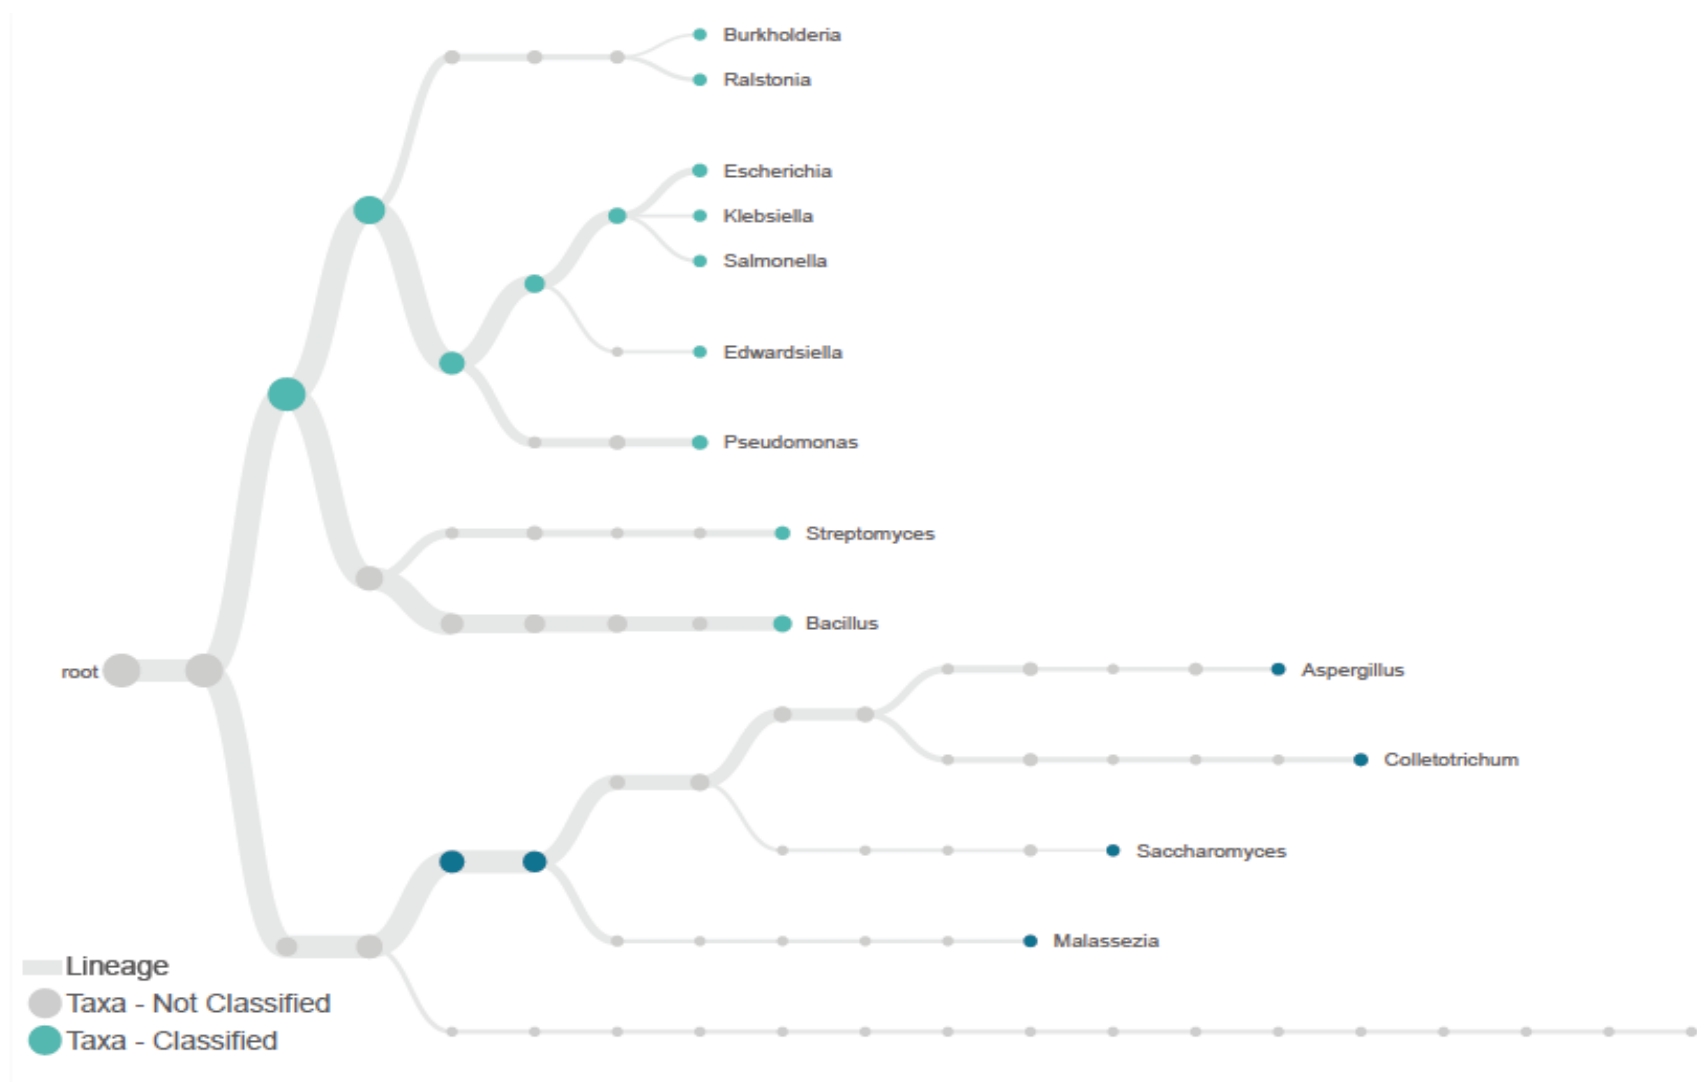 Burkholderia
Ralstonia
Escherichia
Klebsiella
Salmonella
Edwardsiella
Pseudomonas
Streptomyces
Bacillus
root
Aspergillus
Colletotrichum
Saccharomyces
Malassezia
Lineage
Taxa - Not Classified
Taxa - Classified